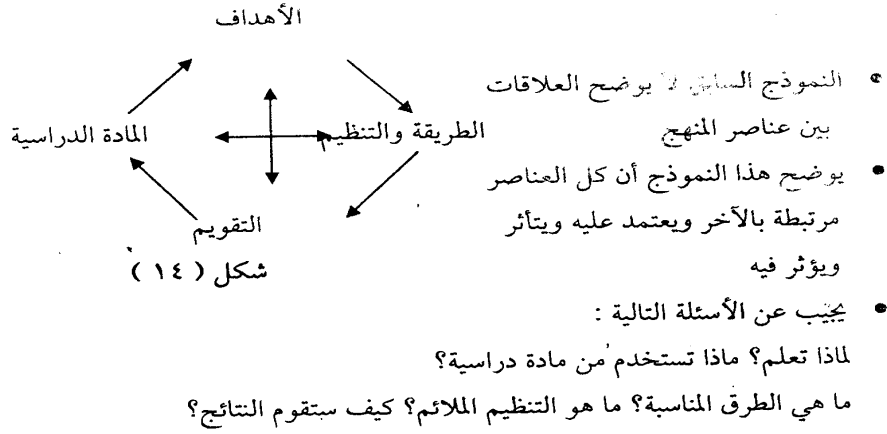 الأهداف
• النموذج السابق لا يوضح العلاقات
بين عناصر المنهج
الطريقة والتنظيم
المادة الدراسية
• يوضح هذا النموذج أن كل العناصر
مرتبطة بالآخر ويعتمد عليه ويتأثر
ويؤثر فيه
التقويم
شكل ( ١٤ )
• يجيب عن الأسئلة التالية :
لماذا تعلم؟ ماذا تستخدم من مادة دراسية؟
ما هي الطرق المناسبة؟ ما هو التنظيم الملائم؟ كيف ستقوم النتائج؟